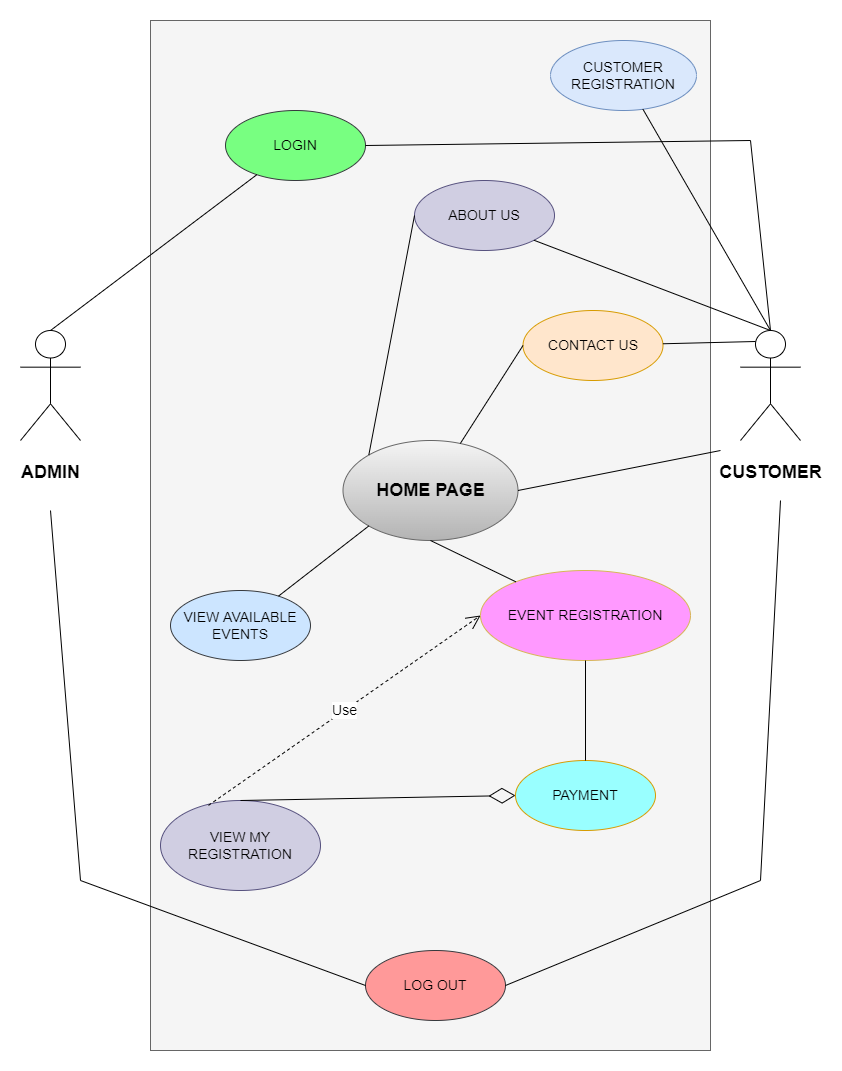 CUSTOMER
REGISTRATION
LOGIN
ABOUT US
CONTACT US
ADMIN
CUSTOMER
HOME PAGE
VIEW AVAILABLE
EVENTS
EVENT REGISTRATION
Use
PAYMENT
VIEW MY
REGISTRATION
LOG OUT